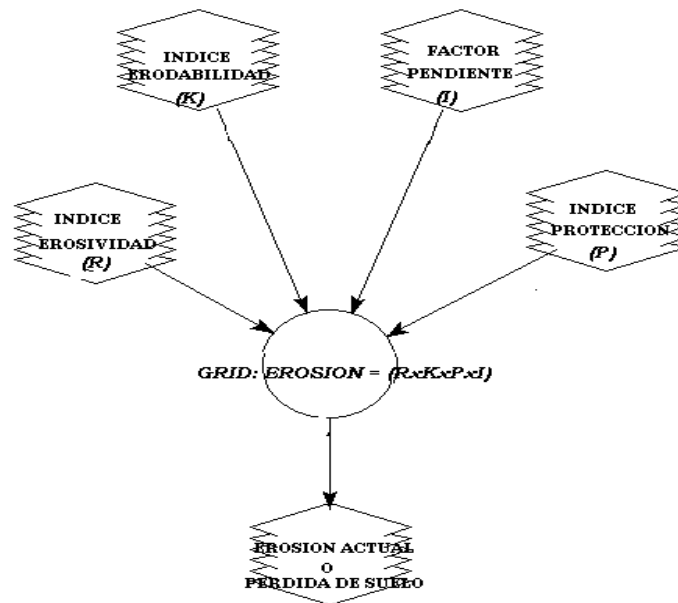 INDICE
ERODABILIDAD
(K)
FACTOR
PENDIENTE
(I)
INDICE
EROSIVIDAD
(R)
INDICE
PROTECCION
(P)
GRID: EROSION = (RxKxPxI)
EROSION ACTUAL
O
PERDIDA DE SUELO